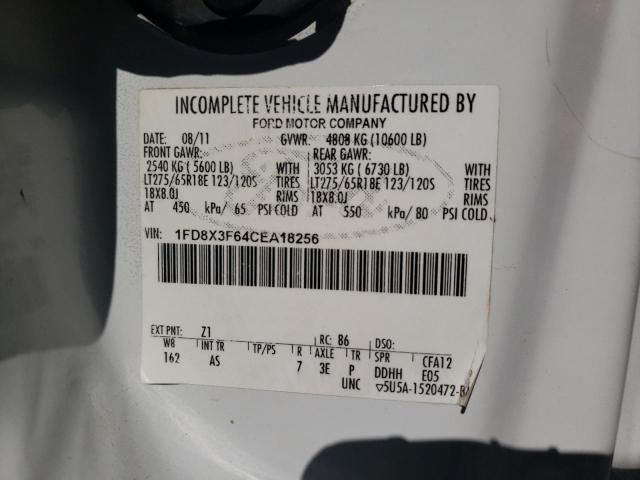 INCOMPLETE VEHICLE MANUFACTURED BY
FORD MOTOR COMPANY
DATE: 08/11 GVWR: 4808 KG (10600 LB)
FRONT GAWR: REAR GAWR:
2540 KG ( 5600 LB) WITH 3053 KG ( 6730 LB) WITH
LT275/65R18E 123/120S TIRES LT275/65R18E 123/120S TIRES
18X8.0J RIMS 18X8.0J RIMS
AT 450 kPa/ 65 PSI COLD AT 550 kPa/ 80 PSI COLD
VIN: 1FD8X3F64CEA18256
EXT PNT: Z1 RC: 86 DSO:
WB INT TR TP/PS R AXLE TR SPR CFA12
162 AS 7 3E P DDHH E05
UNC ▽5U5A-1520472-